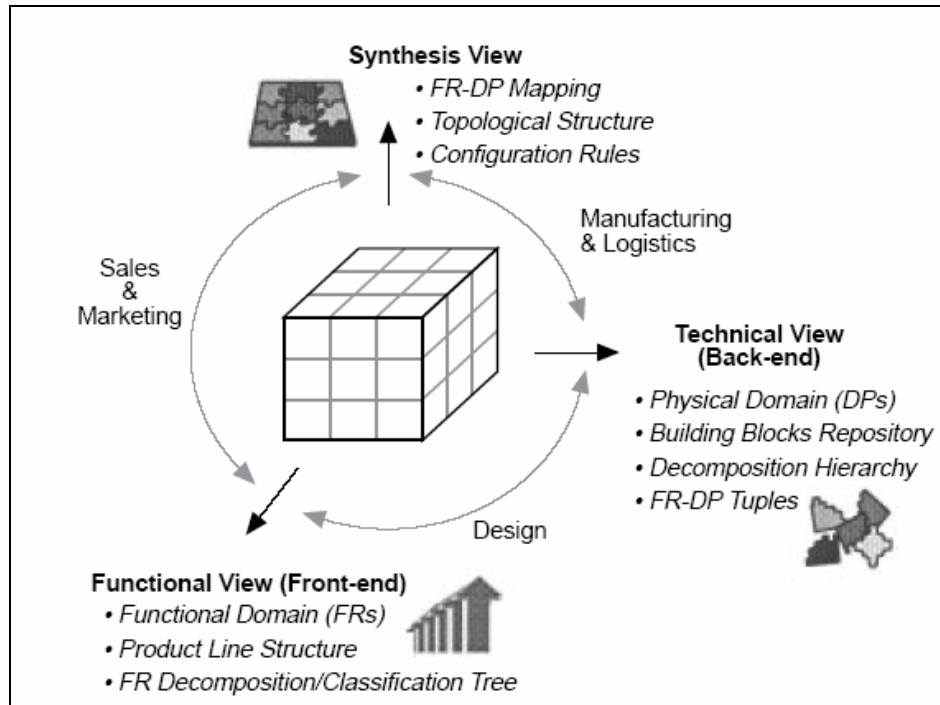 Synthesis View
• FR-DP Mapping
• Topological Structure
• Configuration Rules
Manufacturing
& Logistics
Sales
&
Marketing
Technical View
(Back-end)
• Physical Domain (DPs)
• Building Blocks Repository
• Decomposition Hierarchy
• FR-DP Tuples
Design
Functional View (Front-end)
• Functional Domain (FRs)
• Product Line Structure
• FR Decomposition/Classification Tree